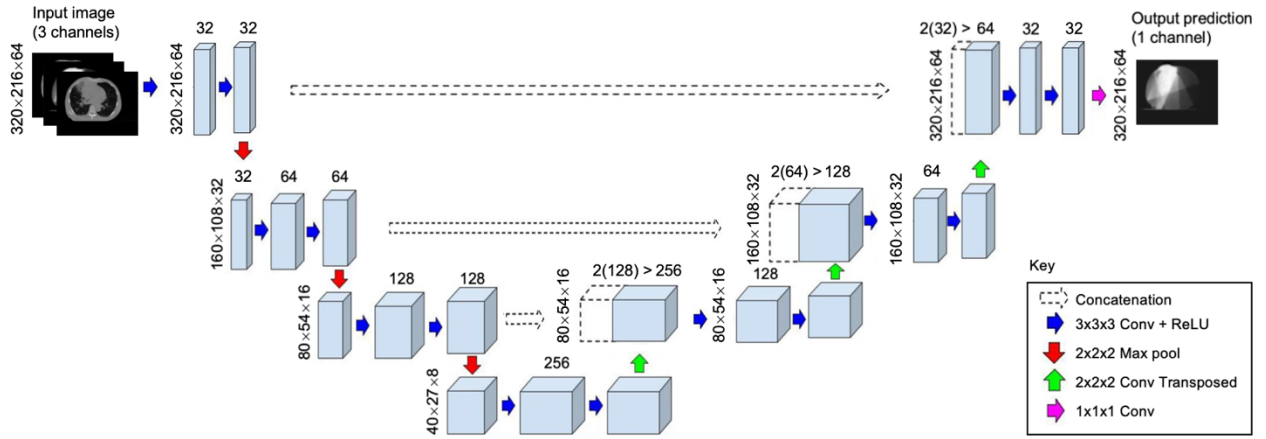 Input image
(3 channels)
320×216×64
320×216×64
32
32
2(32) > 64
32
32
320×216×64
Output prediction
(1 channel)
320×216×64
160×108×32
32
64
64
160×108×32
2(64) > 128
160×108×32
64
80×54×16
128
128
80×54×16
2(128) > 256
80×54×16
128
40×27×8
256
Key
Concatenation
3x3x3 Conv + ReLU
2x2x2 Max pool
2x2x2 Conv Transposed
1x1x1 Conv